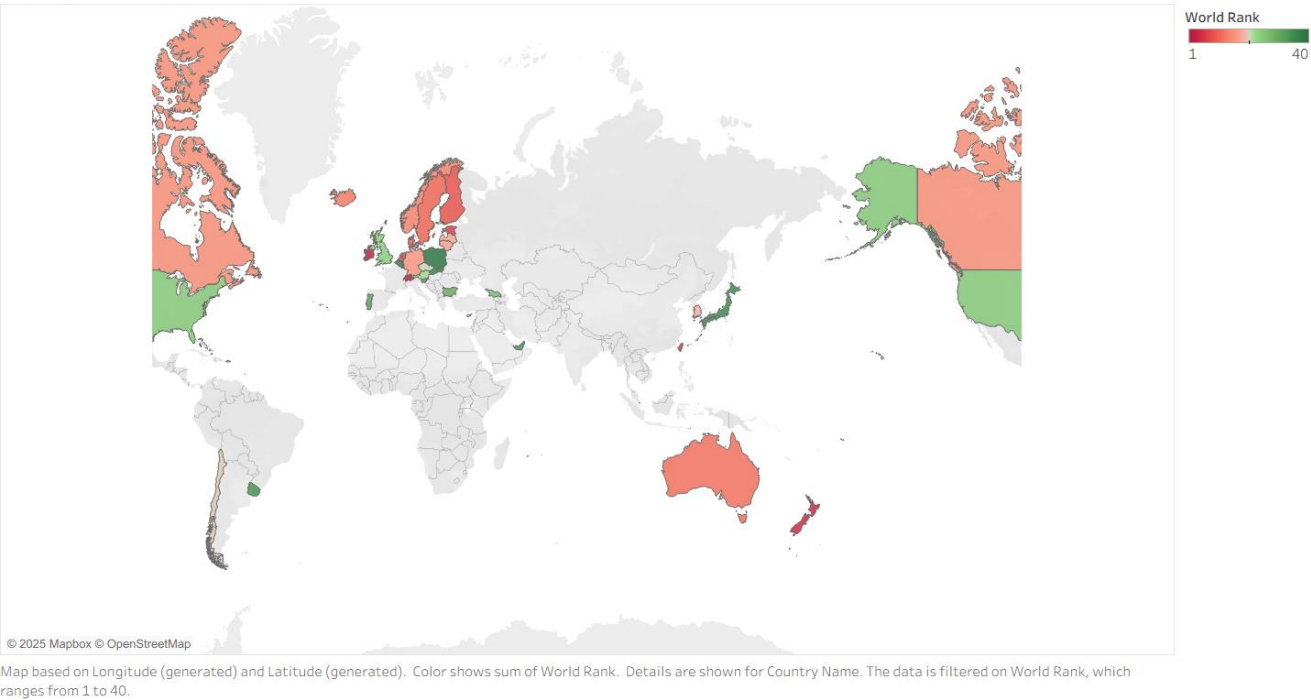 World Rank
1 40
© 2025 Mapbox © OpenStreetMap
Map based on Longitude (generated) and Latitude (generated). Color shows sum of World Rank. Details are shown for Country Name. The data is filtered on World Rank, which
ranges from 1 to 40.